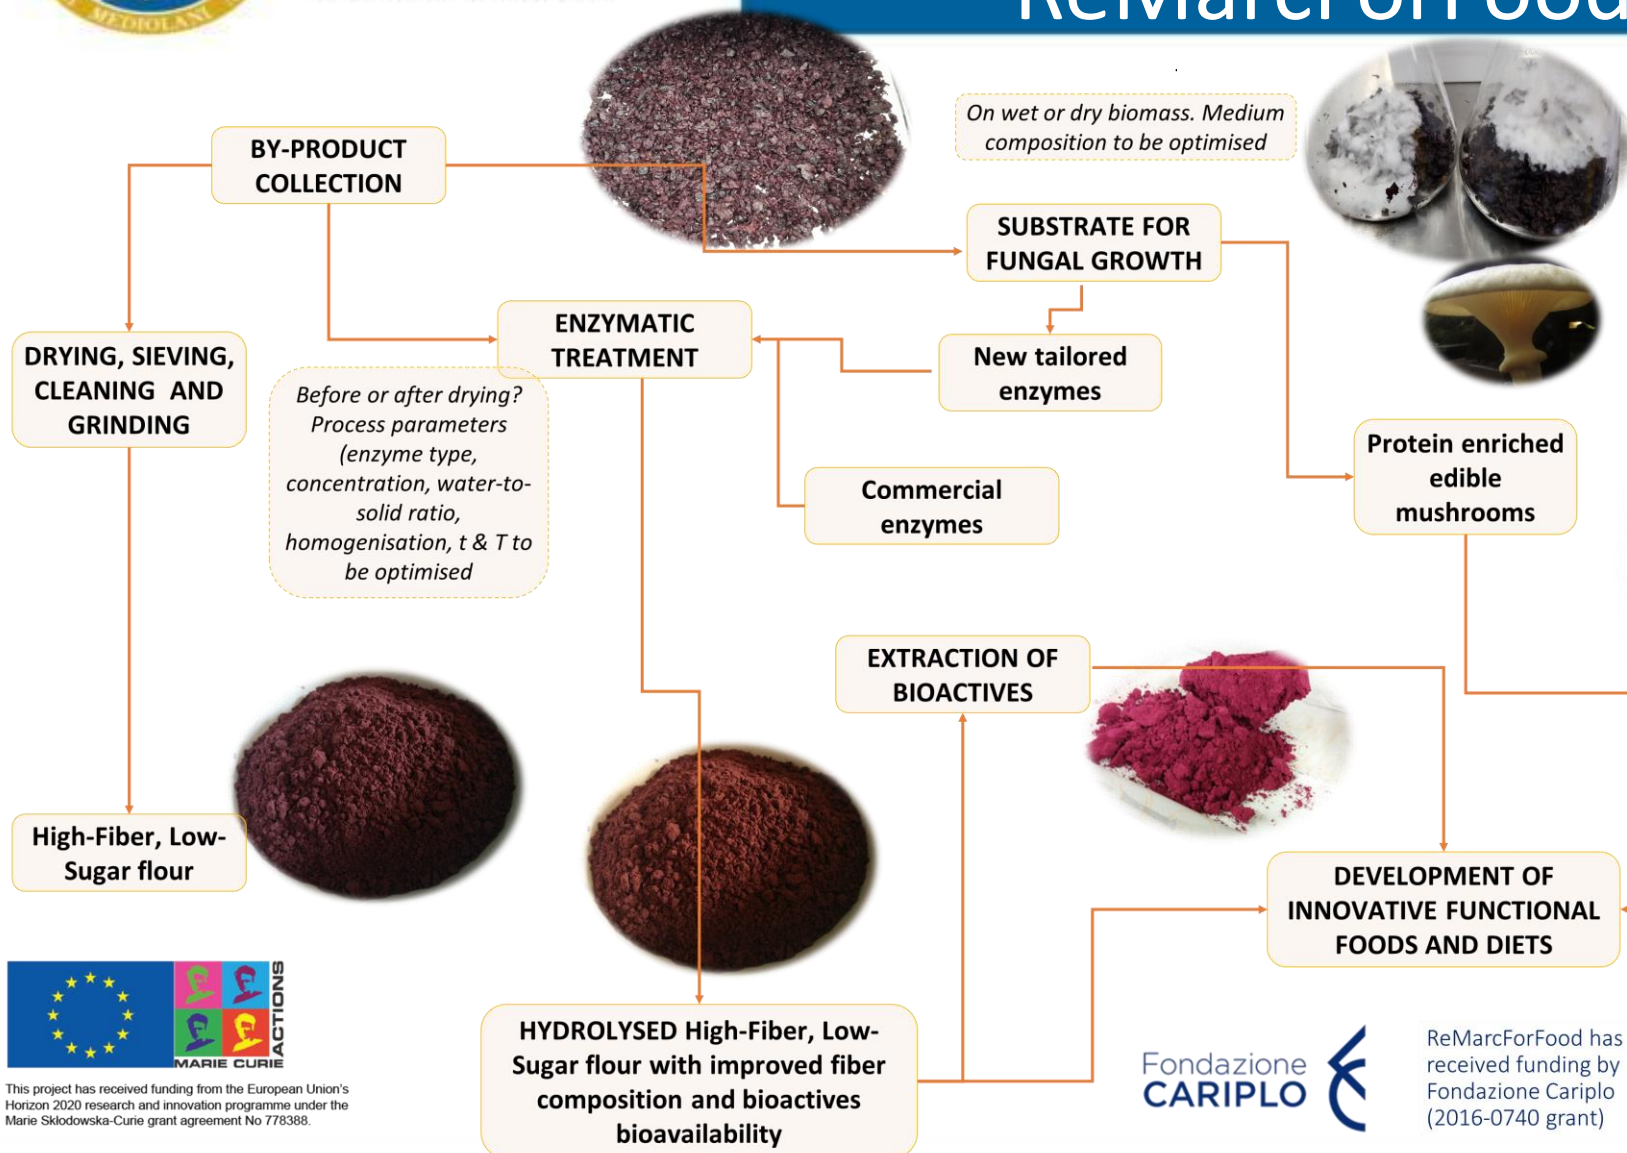 MEDIOLANI
ReMarcForFood
On wet or dry biomass. Medium
composition to be optimised
BY-PRODUCT
COLLECTION
SUBSTRATE FOR
FUNGAL GROWTH
ENZYMATIC
TREATMENT
New tailored
enzymes
DRYING, SIEVING,
CLEANING AND
GRINDING
Before or after drying?
Process parameters
(enzyme type,
concentration, water-to-
solid ratio,
homogenisation, t & T to
be optimised
Commercial
enzymes
Protein enriched
edible
mushrooms
EXTRACTION OF
BIOACTIVES
High-Fiber, Low-
Sugar flour
DEVELOPMENT OF
INNOVATIVE FUNCTIONAL
FOODS AND DIETS
HYDROLYSED High-Fiber, Low-
Sugar flour with improved fiber
composition and bioactives
bioavailability
MARIE CURIE
ACTIONS
This project has received funding from the European Union's
Horizon 2020 research and innovation programme under the
Marie Skłodowska-Curie grant agreement No 778388.
Fondazione
CARIPLO
ReMarcForFood has
received funding by
Fondazione Cariplo
(2016-0740 grant)